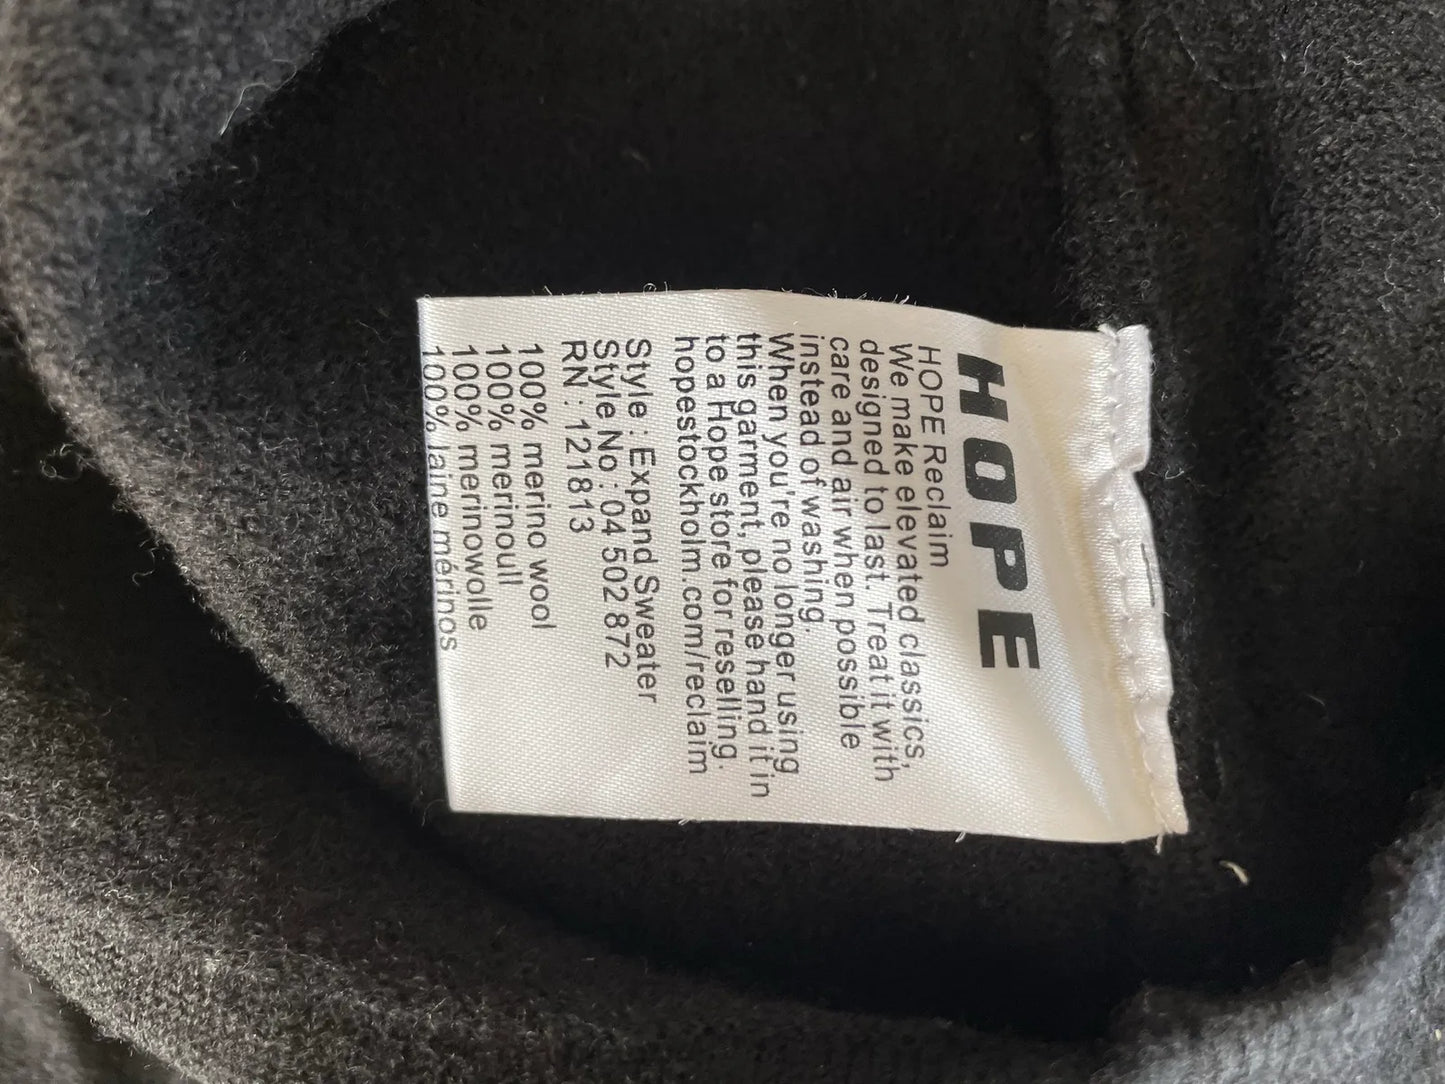 HOPE
HOPE Reclaim
We make elevated classics,
designed to last. Treat it with
care and air when possible
instead of washing.
When you're no longer using
this garment, please hand it in
to a Hope store for reselling.
hopestockholm.com/reclaim
Style : Expand Sweater
Style No : 04 502 872
RN : 121813
100% merino wool
100% merinoull
100% merinowolle
100% laine mérinos